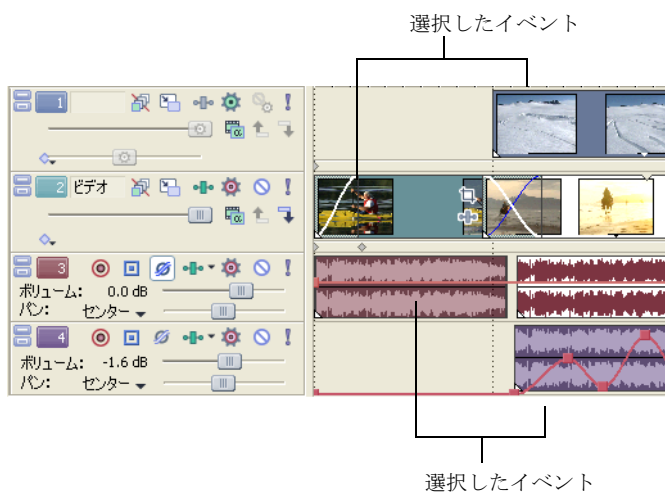 選択したイベント
1
2 ビデオ
3
ボリューム: 0.0 dB
パン: センター
4
ボリューム: -1.6 dB
パン: センター
選択したイベント